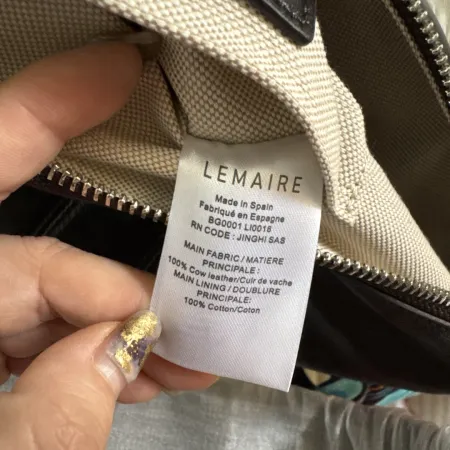 LEMAIRE
Made in Spain
Fabriqué en Espagne
BG0001 LI0018
RN CODE : JINGHI SAS
MAIN FABRIC/ MATIERE
PRINCIPALE :
100% Cow leather/Cuir de vache
MAIN LINING / DOUBLURE
PRINCIPALE:
100% Cotton/Coton